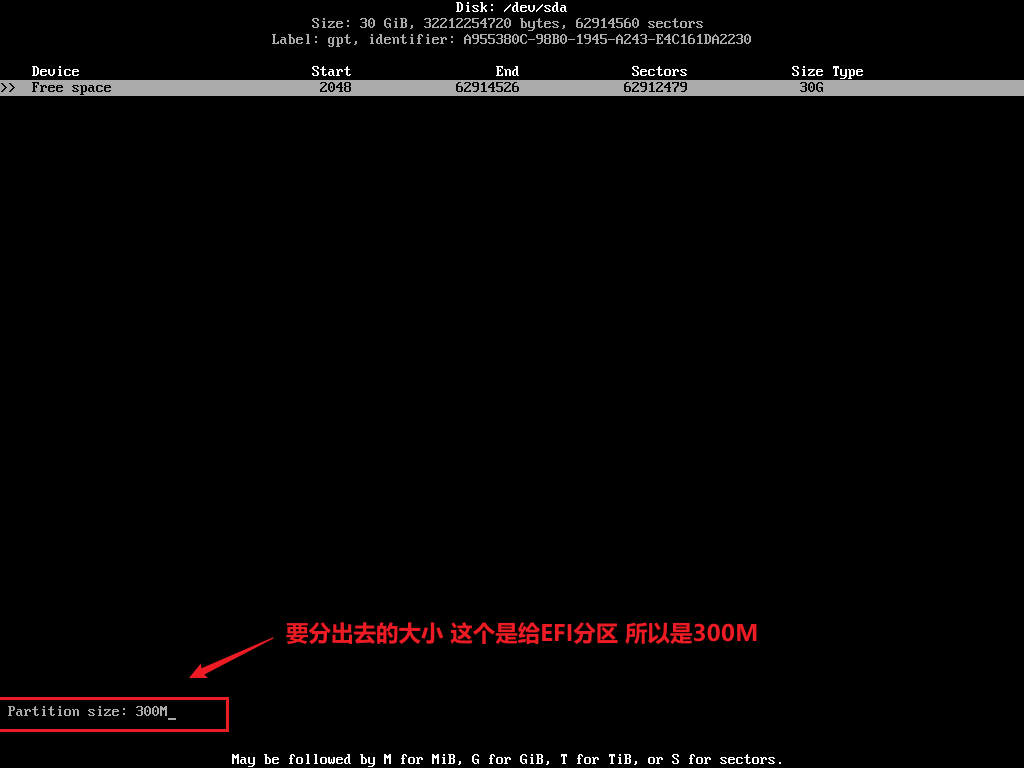 Disk: /dev/sda
Size: 30 GiB, 32212254720 bytes, 62914560 sectors
Label: gpt, identifier: A955380C-98B0-1945-A243-E4C161DA2230
Device Start End Sectors Size Type
>> Free space 2048 62914526 62912479 30G
要分出去的大小 这个是给EFI分区 所以是300M
Partition size: 300M_
May be followed by M for MiB, G for GiB, T for TiB, or S for sectors.